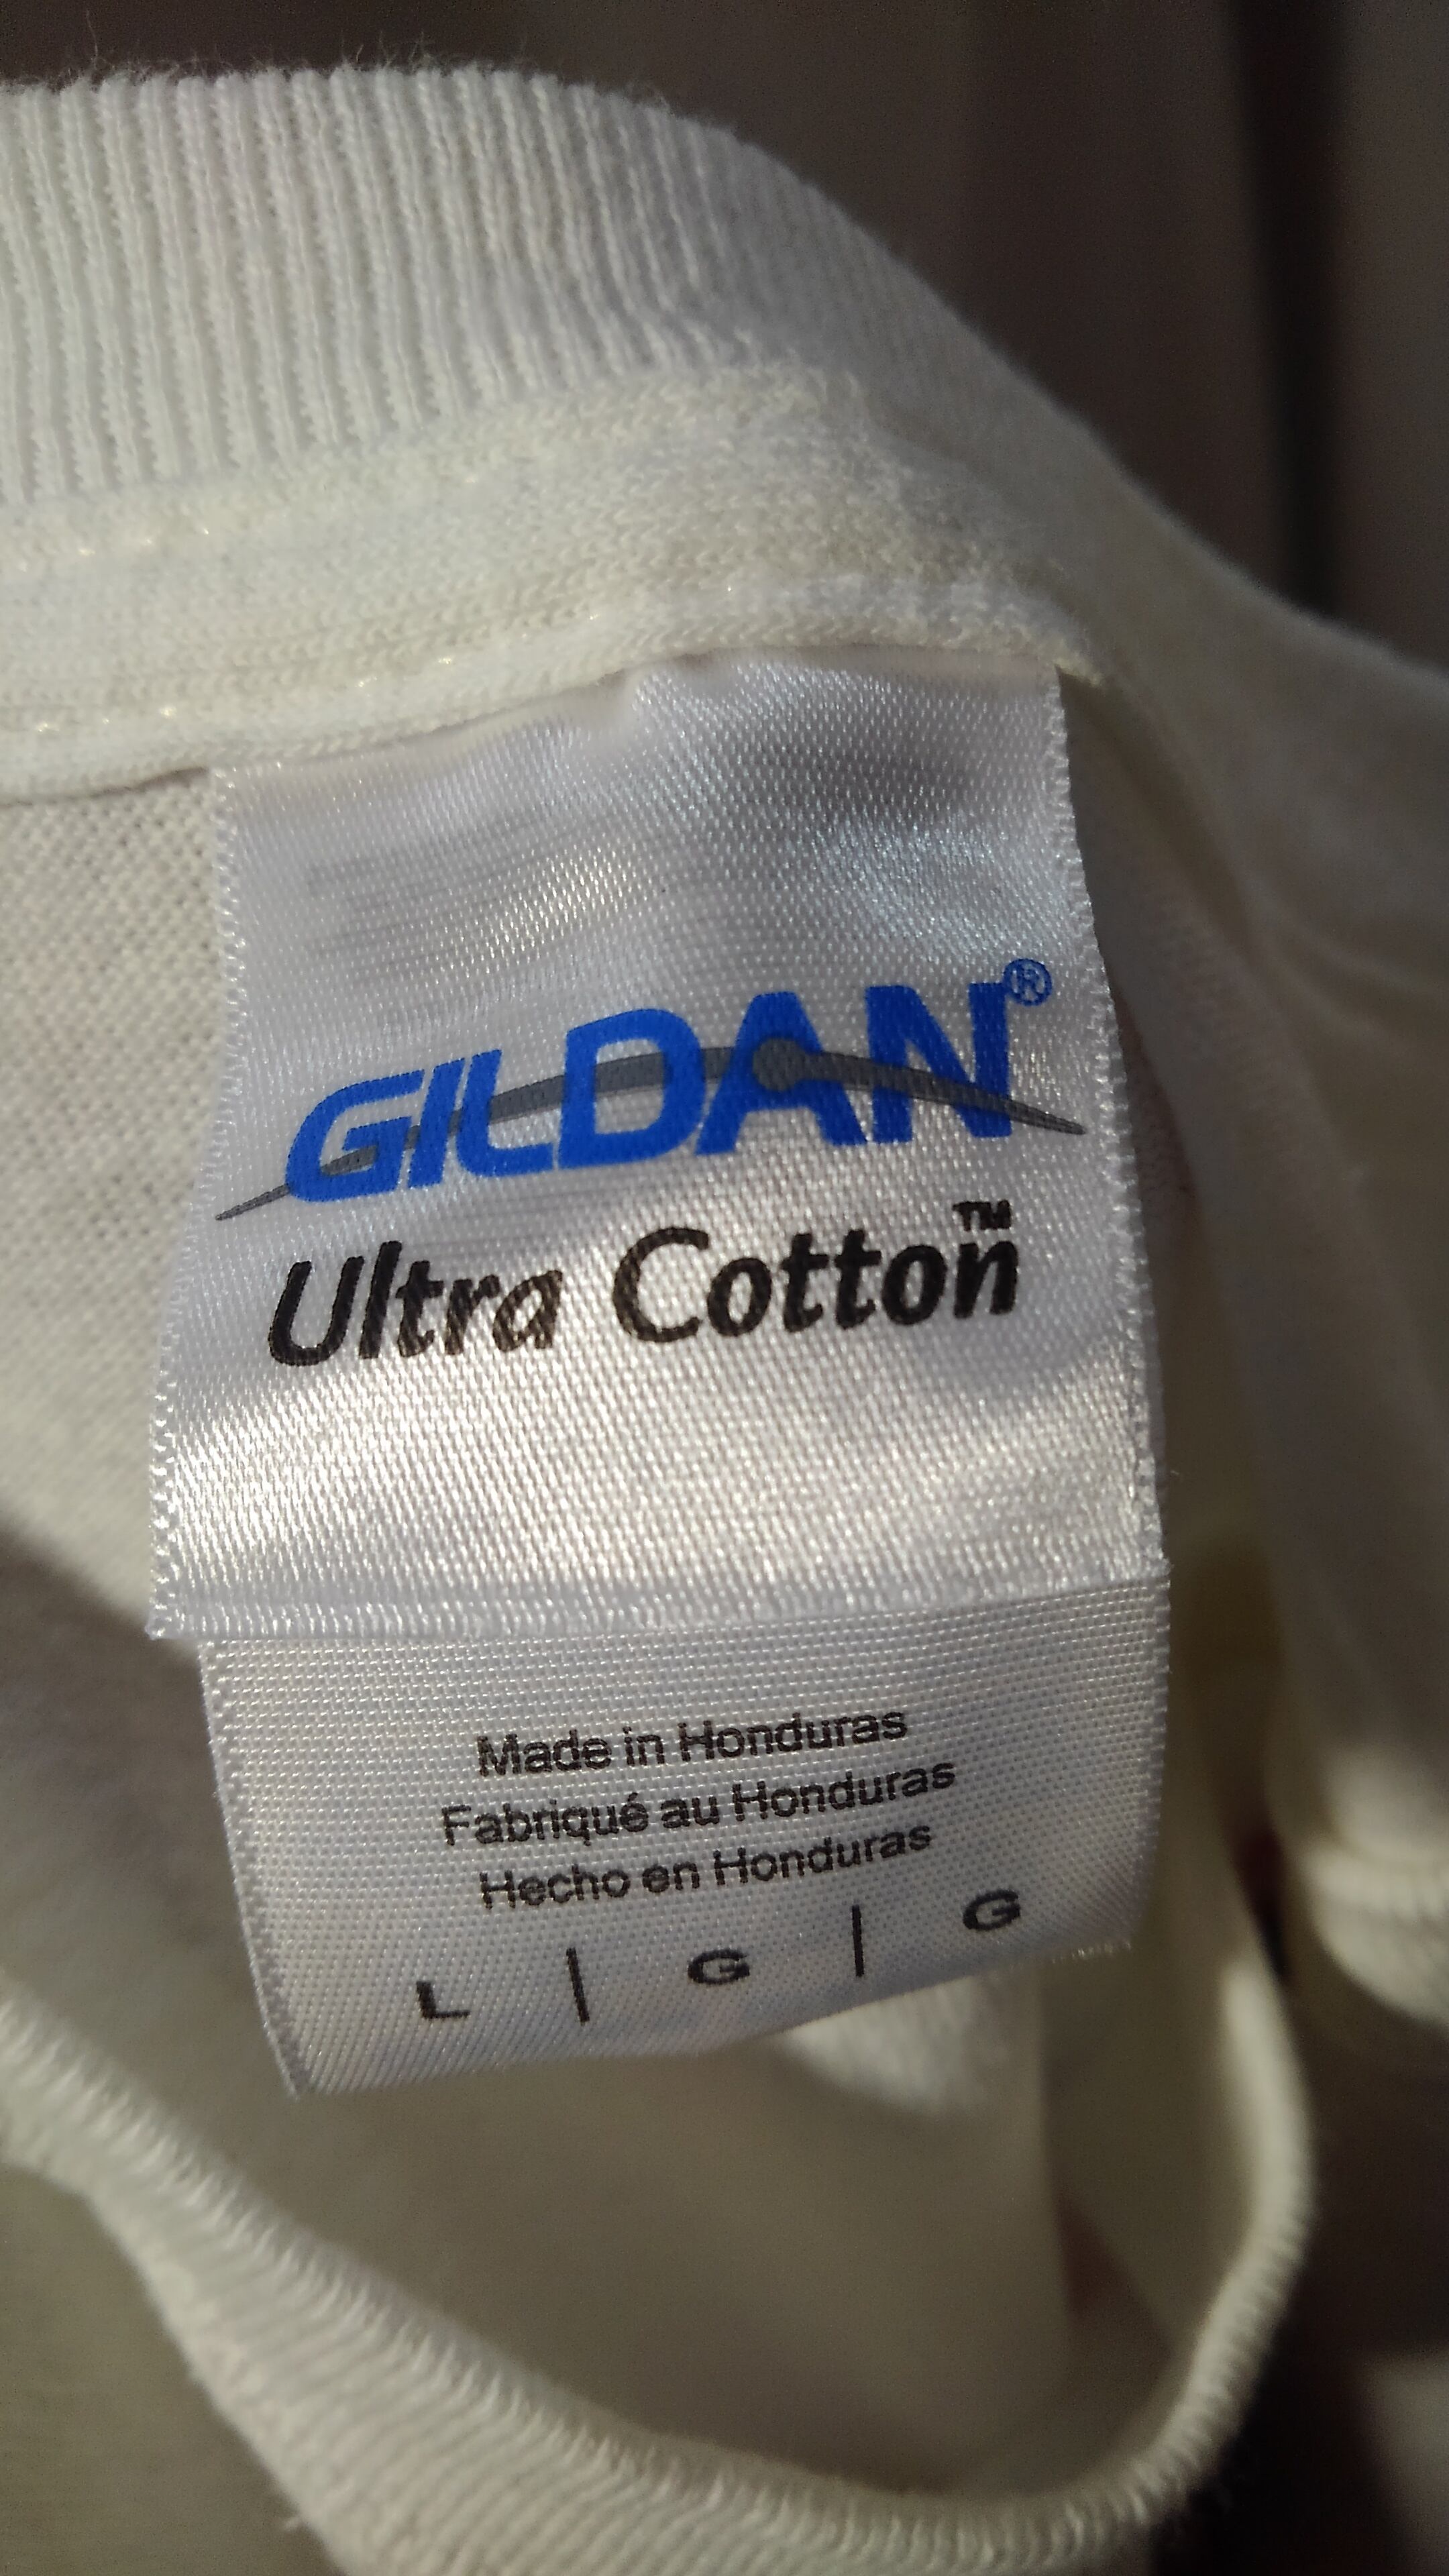 GILDAN®
Ultra Cotton™
Made in Honduras
Fabriqué au Honduras
Hecho en Honduras
L | G | G